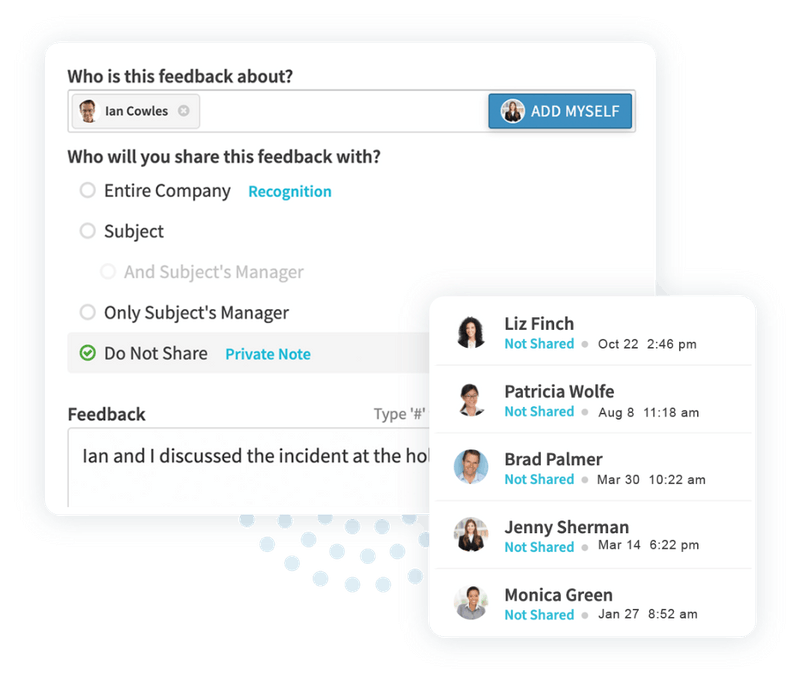 Who is this feedback about?
Ian Cowles ADD MYSELF
Who will you share this feedback with?
Entire Company Recognition
Subject
And Subject's Manager
Only Subject's Manager
Do Not Share Private Note
Feedback Type '#'
Ian and I discussed the incident at the
Liz Finch
Not Shared Oct 22 2:46 pm
Patricia Wolfe
Not Shared Aug 8 11:18 am
Brad Palmer
Not Shared Mar 30 10:22 am
Jenny Sherman
Not Shared Mar 14 6:22 pm
Monica Green
Not Shared Jan 27 8:52 am